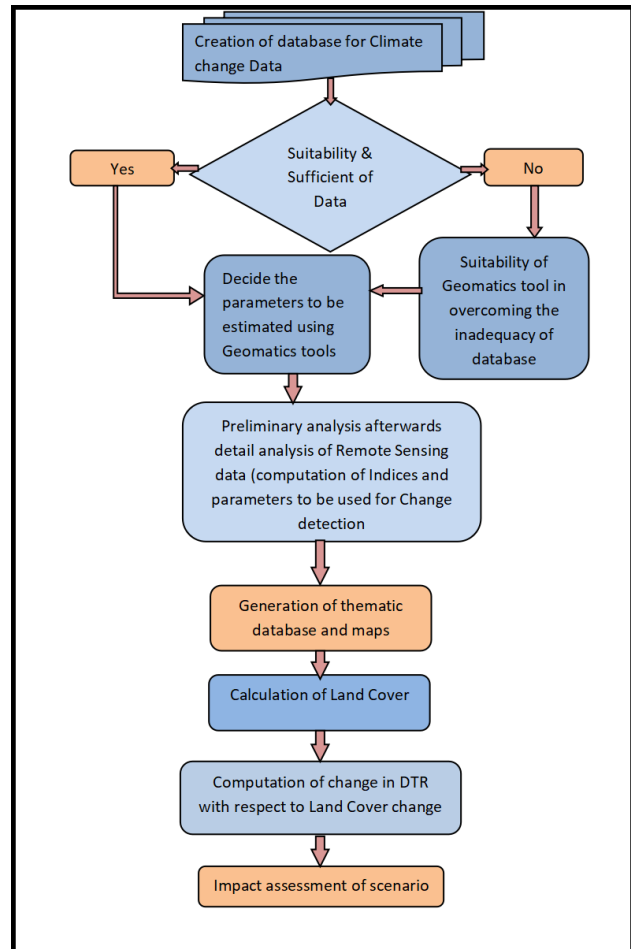 Creation of database for Climate
change Data
Suitability &
Sufficient of
Data
Yes
No
Decide the
parameters to be
estimated using
Geomatics tools
Suitability of
Geomatics tool in
overcoming the
inadequacy of
database
Preliminary analysis afterwards
detail analysis of Remote Sensing
data (computation of Indices and
parameters to be used for Change
detection
Generation of thematic
database and maps
Calculation of Land Cover
Computation of change in DTR
with respect to Land Cover change
Impact assessment of scenario